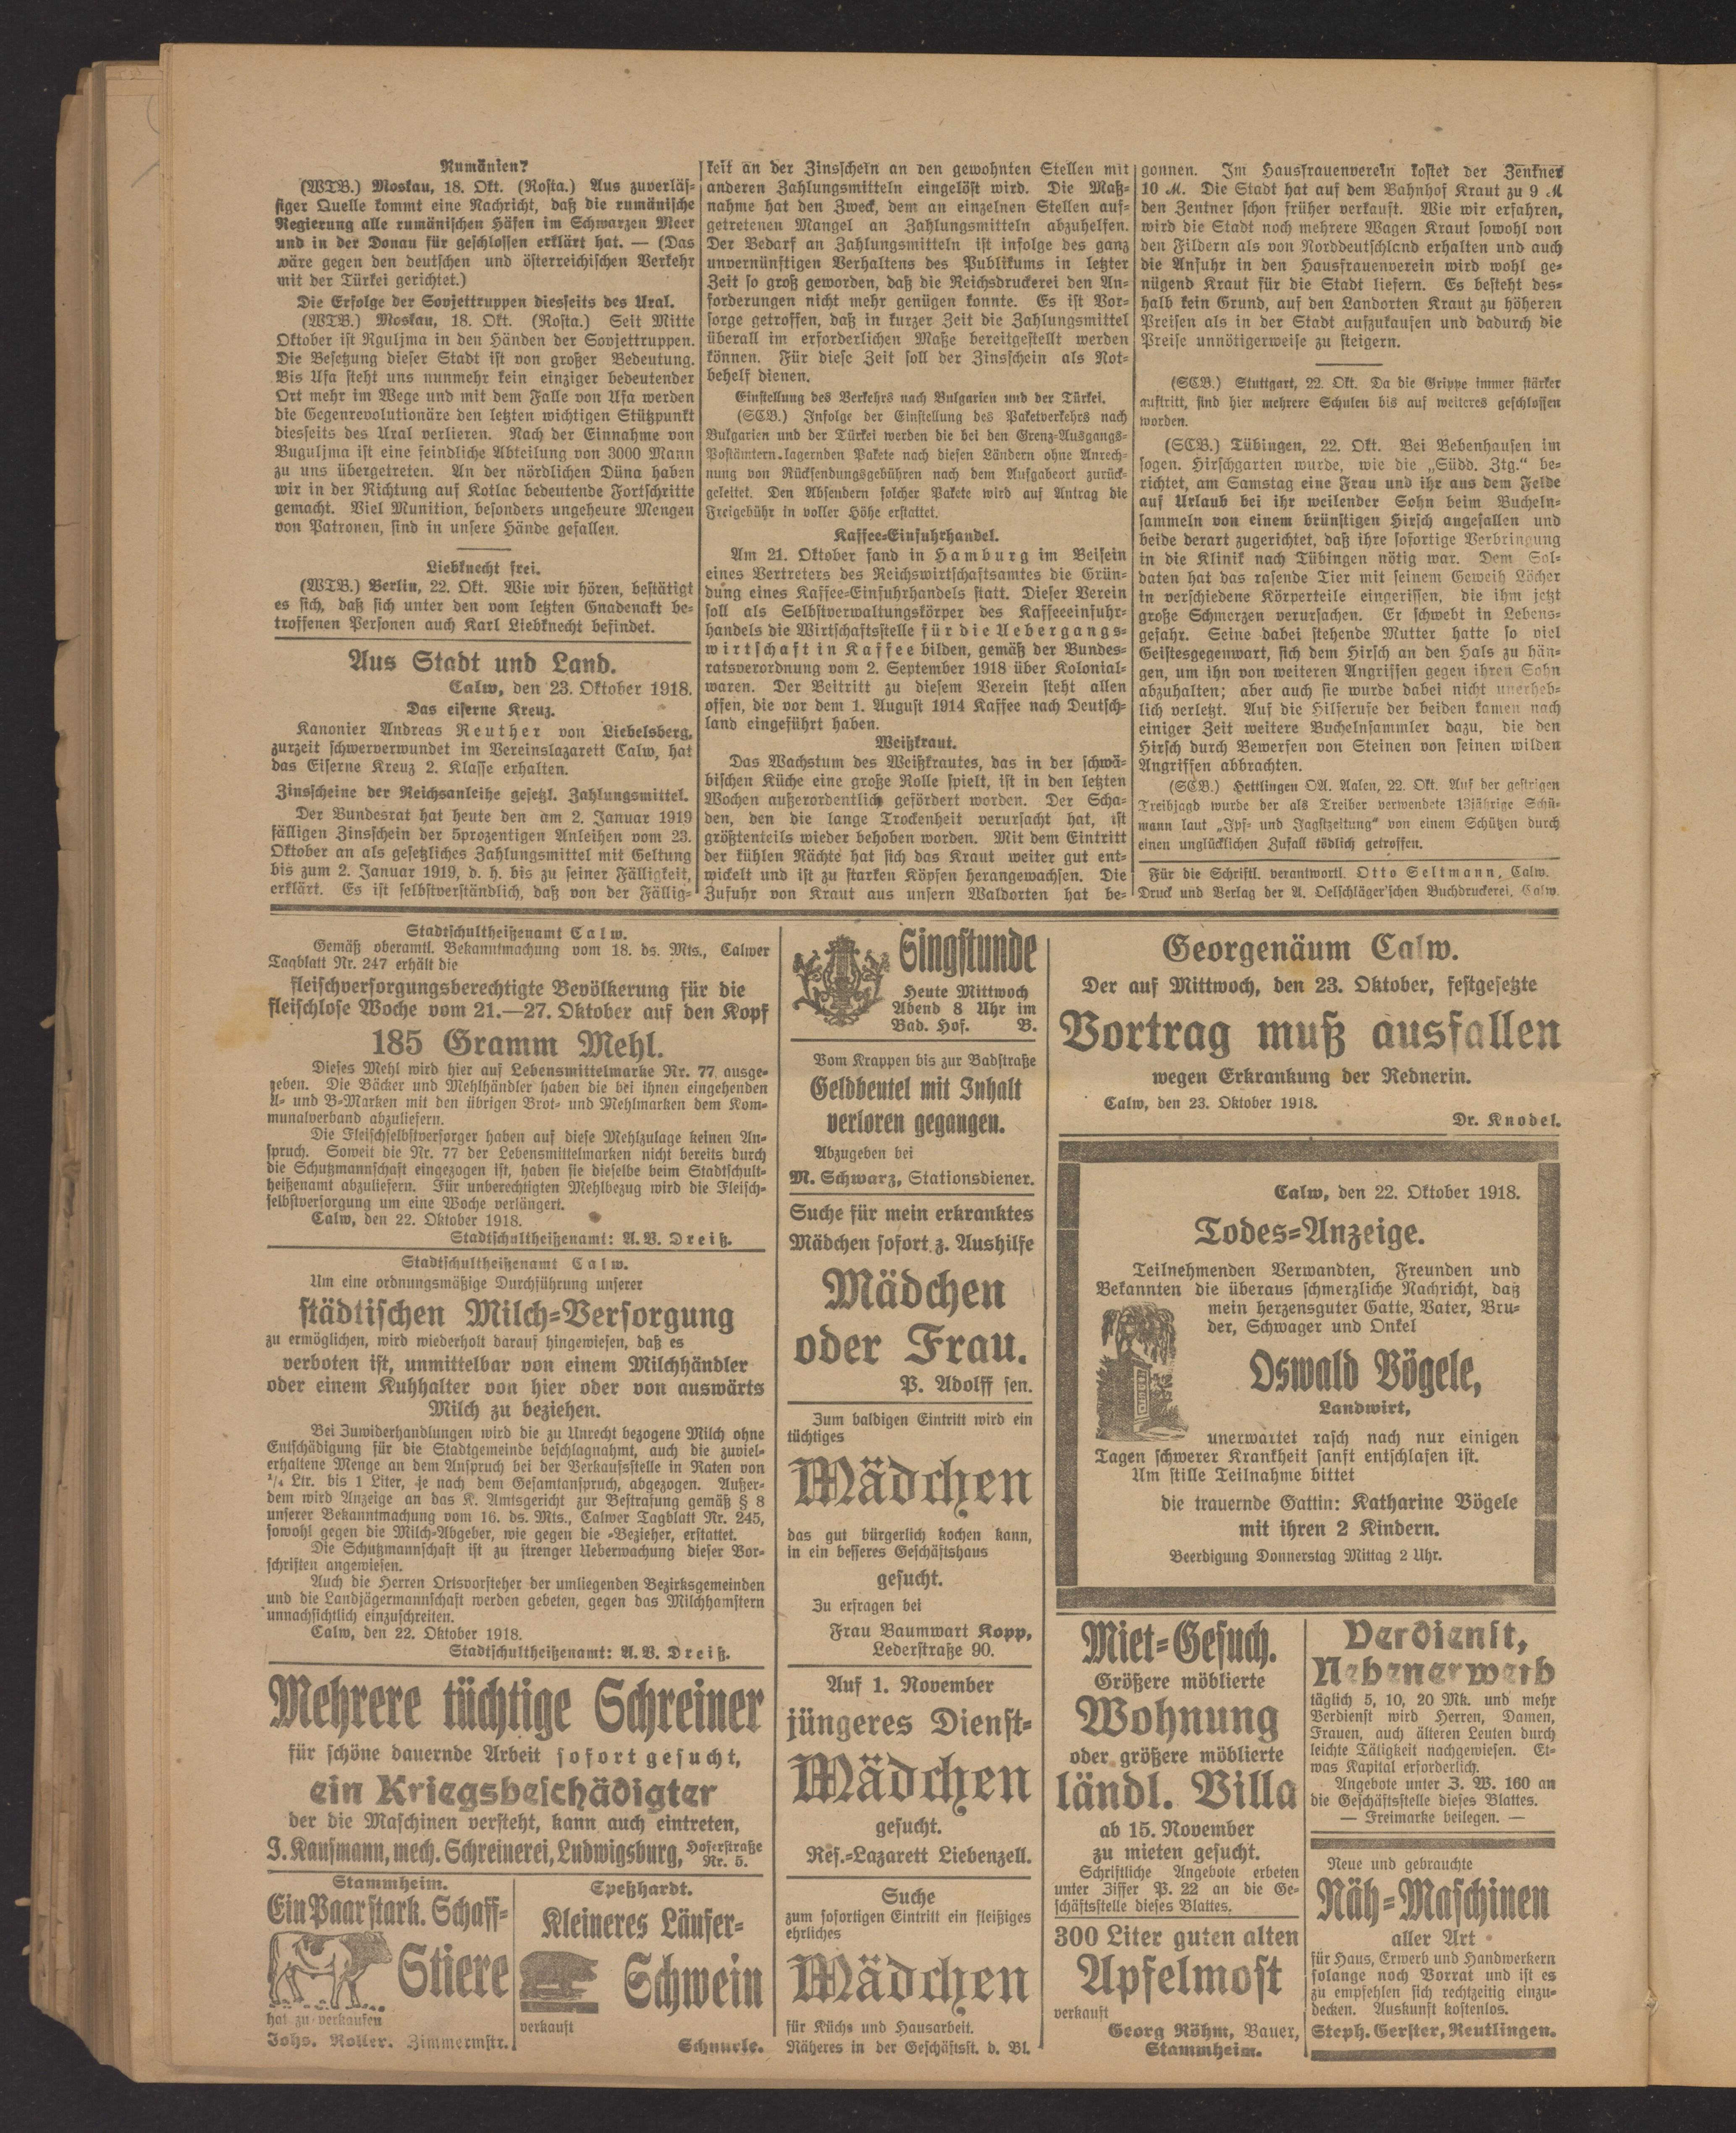 Rumänien?
(WTB.) Moskau, 18. Okt. (Rosta.) Aus zuverläs-
siger Quelle kommt eine Nachricht, daß die rumänische
Regierung alle rumänischen Häfen im Schwarzen Meer
und in der Donau für geschlossen erklärt hat. — (Das
wäre gegen den deutschen und österreichischen Verkehr
mit der Türkei gerichtet.)
Die Erfolge der Sovjettruppen diesseits des Ural.
(WTB.) Moskau, 18. Okt. (Rosta.) Seit Mitte
Oktober ist Nguljma in den Händen der Sovjettruppen.
Die Besetzung dieser Stadt ist von großer Bedeutung.
Bis Ufa steht uns nunmehr kein einziger bedeutender
Ort mehr im Wege und mit dem Falle von Ufa werden
die Gegenrevolutionäre den letzten wichtigen Stützpunkt
diesseits des Ural verlieren. Nach der Einnahme von
Buguljma ist eine feindliche Abteilung von 3000 Mann
zu uns übergetreten. An der nördlichen Düna haben
wir in der Richtung auf Kotlac bedeutende Fortschritte
gemacht. Viel Munition, besonders ungeheure Mengen
von Patronen, sind in unsere Hände gefallen.
Liebknecht frei.
(WTB.) Berlin, 22. Okt. Wie wir hören, bestätigt
es sich, daß sich unter den vom letzten Gnadenakt be-
troffenen Personen auch Karl Liebknecht befindet.
Aus Stadt und Land.
Calw, den 23. Oktober 1918.
Das eiserne Kreuz.
Kanonier Andreas Reuther von Liebelsberg,
zurzeit schwerverwundet im Vereinslazarett Calw, hat
das Eiserne Kreuz 2. Klasse erhalten.
Zinsscheine der Reichsanleihe gesetzl. Zahlungsmittel.
Der Bundesrat hat heute den am 2. Januar 1919
fälligen Zinsschein der 5prozentigen Anleihen vom 23.
Oktober an als gesetzliches Zahlungsmittel mit Geltung
bis zum 2. Januar 1919, d. h. bis zu seiner Fälligkeit,
erklärt. Es ist selbstverständlich, daß von der Fällig-
keit an der Zinsschein an den gewohnten Stellen mit
anderen Zahlungsmitteln eingelöst wird. Die Maß-
nahme hat den Zweck, dem an einzelnen Stellen auf-
getretenen Mangel an Zahlungsmitteln abzuhelfen.
Der Bedarf an Zahlungsmitteln ist infolge des ganz
unvernünftigen Verhaltens des Publikums in letzter
Zeit so groß geworden, daß die Reichsdruckerei den An-
forderungen nicht mehr genügen konnte. Es ist Vor-
sorge getroffen, daß in kurzer Zeit die Zahlungsmittel
überall im erforderlichen Maße bereitgestellt werden
können. Für diese Zeit soll der Zinsschein als Not-
behelf dienen.
Einstellung des Verkehrs nach Bulgarien und der Türkei.
(SCB.) Infolge der Einstellung des Paketverkehrs nach
Bulgarien und der Türkei werden die bei den Grenz-Ausgangs-
Postämtern lagernden Pakete nach diesen Ländern ohne Anrech-
nung von Rücksendungsgebühren nach dem Aufgabeort zurück-
geleitet. Den Absendern solcher Pakete wird auf Antrag die
Freigebühr in voller Höhe erstattet.
Kaffee-Einfuhrhandel.
Am 21. Oktober fand in Hamburg im Beisein
eines Vertreters des Reichswirtschaftsamtes die Grün-
dung eines Kaffee-Einfuhrhandels statt. Dieser Verein
soll als Selbstverwaltungskörper des Kaffeeeinfuhr-
handels die Wirtschaftsstelle für die Uebergangs-
wirtschaft in Kaffee bilden, gemäß der Bundes-
ratsverordnung vom 2. September 1918 über Kolonial-
waren. Der Beitritt zu diesem Verein steht allen
offen, die vor dem 1. August 1914 Kaffee nach Deutsch-
land eingeführt haben.
Weißkraut.
Das Wachstum des Weißkrautes, das in der schwä-
bischen Küche eine große Rolle spielt, ist in den letzten
Wochen außerordentlich gefördert worden. Der Scha-
den, den die lange Trockenheit verursacht hat, ist
größtenteils wieder behoben worden. Mit dem Eintritt
der kühlen Nächte hat sich das Kraut weiter gut ent-
wickelt und ist zu starken Köpfen herangewachsen. Die
Zufuhr von Kraut aus unsern Waldorten hat be-
gonnen. Im Hausfrauenverein kostet der Zentner
10 M. Die Stadt hat auf dem Bahnhof Kraut zu 9 M
den Zentner schon früher verkauft. Wie wir erfahren,
wird die Stadt noch mehrere Wagen Kraut sowohl von
den Fildern als von Norddeutschland erhalten und auch
die Anfuhr in den Hausfrauenverein wird wohl ge-
nügend Kraut für die Stadt liefern. Es besteht des-
halb kein Grund, auf den Landorten Kraut zu höheren
Preisen als in der Stadt aufzukaufen und dadurch die
Preise unnötigerweise zu steigern.
(SCB.) Stuttgart, 22. Okt. Da die Grippe immer stärker
auftritt, sind hier mehrere Schulen bis auf weiteres geschlossen
worden.
(SCB.) Tübingen, 22. Okt. Bei Bebenhausen im
sogen. Hirschgarten wurde, wie die „Südd. Ztg.“ be-
richtet, am Samstag eine Frau und ihr aus dem Felde
auf Urlaub bei ihr weilender Sohn beim Bucheln-
sammeln von einem brünstigen Hirsch angefallen und
beide derart zugerichtet, daß ihre sofortige Verbringung
in die Klinik nach Tübingen nötig war. Dem Sol-
daten hat das rasende Tier mit seinem Geweih Löcher
in verschiedene Körperteile eingerissen, die ihm jetzt
große Schmerzen verursachen. Er schwebt in Lebens-
gefahr. Seine dabei stehende Mutter hatte so viel
Geistesgegenwart, sich dem Hirsch an den Hals zu hän-
gen, um ihn von weiteren Angriffen gegen ihren Sohn
abzuhalten; aber auch sie wurde dabei nicht unerheb-
lich verletzt. Auf die Hilferufe der beiden kamen nach
einiger Zeit weitere Buchelnsammler dazu, die den
Hirsch durch Bewerfen von Steinen von seinen wilden
Angriffen abbrachten.
(SCB.) Hettlingen OA. Aalen, 22. Okt. Auf der gestrigen
Treibjagd wurde der als Treiber verwendete 13jährige Schü-
mann laut „Ipf- und Jagstzeitung“ von einem Schützen durch
einen unglücklichen Zufall tödlich getroffen.
Für die Schriftl. verantwortl. Otto Seltmann, Calw.
Druck und Verlag der A. Oelschläger'schen Buchdruckerei, Calw.
Stadtschultheißenamt Calw.
Gemäß oberamtl. Bekanntmachung vom 18. ds. Mts., Calwer
Tagblatt Nr. 247 erhält die
fleischversorgungsberechtigte Bevölkerung für die
fleischlose Woche vom 21.—27. Oktober auf den Kopf
185 Gramm Mehl.
Dieses Mehl wird hier auf Lebensmittelmarke Nr. 77 ausge-
geben. Die Bäcker und Mehlhändler haben die bei ihnen eingehenden
A- und B-Marken mit den übrigen Brot- und Mehlmarken dem Kom-
munalverband abzuliefern.
Die Fleischselbstversorger haben auf diese Mehlzulage keinen An-
spruch. Soweit die Nr. 77 der Lebensmittelmarken nicht bereits durch
die Schutzmannschaft eingezogen ist, haben sie dieselbe beim Stadtschult-
heißenamt abzuliefern. Für unberechtigten Mehlbezug wird die Fleisch-
selbstversorgung um eine Woche verlängert.
Calw, den 22. Oktober 1918.
Stadtschultheißenamt: A.V. Dreiß.
Stadtschultheißenamt Calw.
Um eine ordnungsmäßige Durchführung unserer
städtischen Milch-Versorgung
zu ermöglichen, wird wiederholt darauf hingewiesen, daß es
verboten ist, unmittelbar von einem Milchhändler
oder einem Kuhhalter von hier oder von auswärts
Milch zu beziehen.
Bei Zuwiderhandlungen wird die zu Unrecht bezogene Milch ohne
Entschädigung für die Stadtgemeinde beschlagnahmt, auch die zuviel-
erhaltene Menge an dem Anspruch bei der Verkaufsstelle in Raten von
1/4 Ltr. bis 1 Liter, je nach dem Gesamtanspruch, abgezogen. Außer-
dem wird Anzeige an das K. Amtsgericht zur Bestrafung gemäß § 8
unserer Bekanntmachung vom 16. ds. Mts., Calwer Tagblatt Nr. 245,
sowohl gegen die Milch-Abgeber, wie gegen die -Bezieher, erstattet.
Die Schutzmannschaft ist zu strenger Ueberwachung dieser Vor-
schriften angewiesen.
Auch die Herren Ortsvorsteher der umliegenden Bezirksgemeinden
und die Landjägermannschaft werden gebeten, gegen das Milchhamstern
unnachsichtlich einzuschreiten.
Calw, den 22. Oktober 1918.
Stadtschultheißenamt: A.V. Dreiß.
Mehrere tüchtige Schreiner
für schöne dauernde Arbeit sofort gesucht,
ein Kriegsbeschädigter
der die Maschinen versteht, kann auch eintreten,
J. Kaufmann, mech. Schreinerei, Ludwigsburg, Hoferstraße
Nr. 5.
Stammheim.
Ein Paar stark. Schaff-
Stiere
hat zu verkaufen
Johs. Roller. Zimmermstr.
Speßhardt.
Kleineres Läufer-
Schwein
verkauft
Schnurle.
Singstunde
Heute Mittwoch
Abend 8 Uhr im
Bad. Hof. B.
Vom Krappen bis zur Badstraße
Geldbeutel mit Inhalt
verloren gegangen.
Abzugeben bei
M. Schwarz, Stationsdiener.
Suche für mein erkranktes
Mädchen sofort z. Aushilfe
Mädchen
oder Frau.
P. Adolff sen.
Zum baldigen Eintritt wird ein
tüchtiges
Mädchen
das gut bürgerlich kochen kann,
in ein besseres Geschäftshaus
gesucht.
Zu erfragen bei
Frau Baumwart Kopp,
Lederstraße 90.
Auf 1. November
jüngeres Dienst-
Mädchen
gesucht.
Res.-Lazarett Liebenzell.
Suche
zum sofortigen Eintritt ein fleißiges
ehrliches
Mädchen
für Küche und Hausarbeit.
Näheres in der Geschäftsst. d. Bl.
Georgenäum Calw.
Der auf Mittwoch, den 23. Oktober, festgesetzte
Vortrag muß ausfallen
wegen Erkrankung der Rednerin.
Calw, den 23. Oktober 1918.
Dr. Knodel.
Calw, den 22. Oktober 1918.
Todes-Anzeige.
Teilnehmenden Verwandten, Freunden und
Bekannten die überaus schmerzliche Nachricht, daß
mein herzensguter Gatte, Vater, Bru-
der, Schwager und Onkel
Oswald Vögele,
Landwirt,
unerwartet rasch nach nur einigen
Tagen schwerer Krankheit sanft entschlafen ist.
Um stille Teilnahme bittet
die trauernde Gattin: Katharine Vögele
mit ihren 2 Kindern.
Beerdigung Donnerstag Mittag 2 Uhr.
Miet-Gesuch.
Größere möblierte
Wohnung
oder größere möblierte
ländl. Villa
ab 15. November
zu mieten gesucht.
Schriftliche Angebote erbeten
unter Ziffer P. 22 an die Ge-
schäftsstelle dieses Blattes.
300 Liter guten alten
Apfelmost
verkauft
Georg Röhm, Bauer,
Stammheim.
Verdienst,
Nebenerwerb
täglich 5, 10, 20 Mk. und mehr
Verdienst wird Herren, Damen,
Frauen, auch älteren Leuten durch
leichte Tätigkeit nachgewiesen. Et-
was Kapital erforderlich.
Angebote unter Z. W. 160 an
die Geschäftsstelle dieses Blattes.
— Freimarke beilegen. —
Neue und gebrauchte
Näh-Maschinen
aller Art
für Haus, Erwerb und Handwerkern
solange noch Vorrat und ist es
zu empfehlen sich rechtzeitig einzu-
decken. Auskunft kostenlos.
Steph. Gerster, Reutlingen.